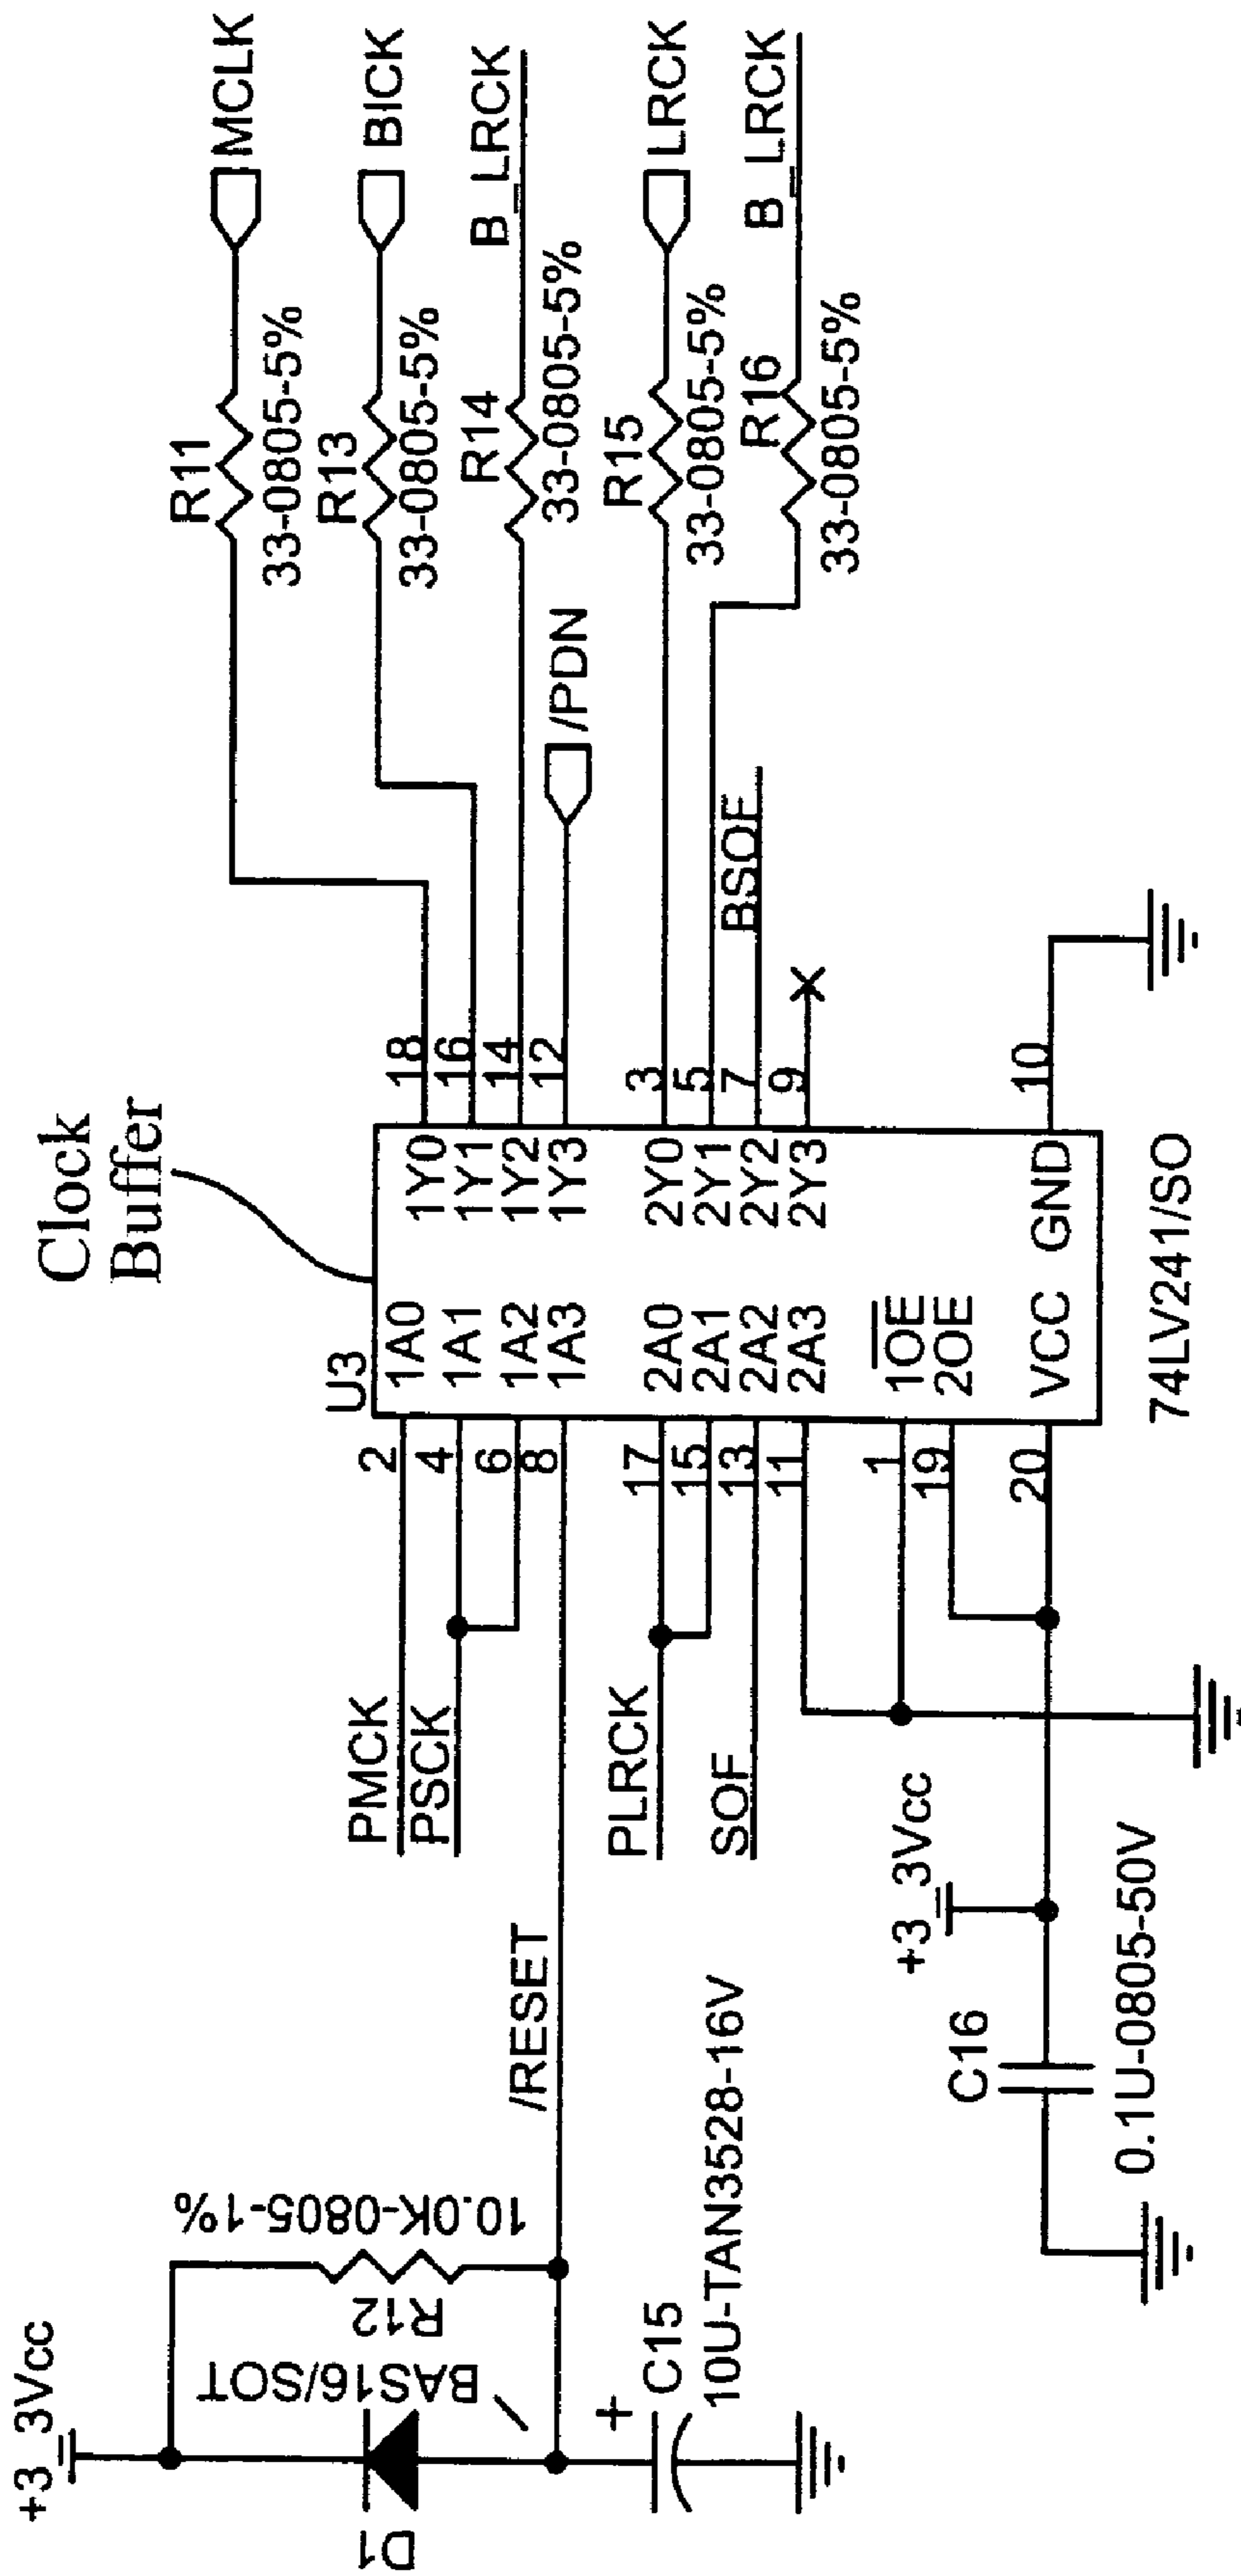 Clock
Buffer
+3_3Vcc
D1
BAS16/SOT
R12
10.0K-0805-1%
/RESET
+
C15
10U-TAN3528-16V
PMCK
PSCK
PLRCK
SOF
+3_3Vcc
C16
0.1U-0805-50V
U3
2
4
6
8
17
15
13
11
1
19
20
1A0
1A1
1A2
1A3
2A0
2A1
2A2
2A3
1OE
2OE
VCC
GND
1Y0
1Y1
1Y2
1Y3
2Y0
2Y1
2Y2
2Y3
18
16
14
12
3
5
7
9
10
74LV241/SO
R11
33-0805-5%
MCLK
R13
33-0805-5%
BICK
R14
33-0805-5%
B_LRCK
/PDN
R15
33-0805-5%
LRCK
R16
33-0805-5%
B_LRCK
BSOF